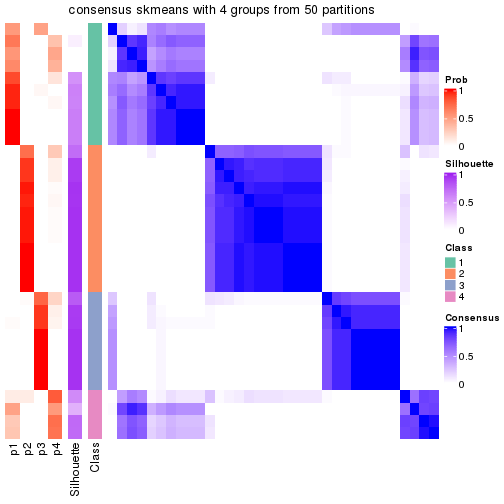 consensus skmeans with 4 groups from 50 partitions
Prob
1
0.5
0
Silhouette
1
0.5
0
Class
1
2
3
4
Consensus
1
0.5
0
p1
p2
p3
p4
Silhouette
Class